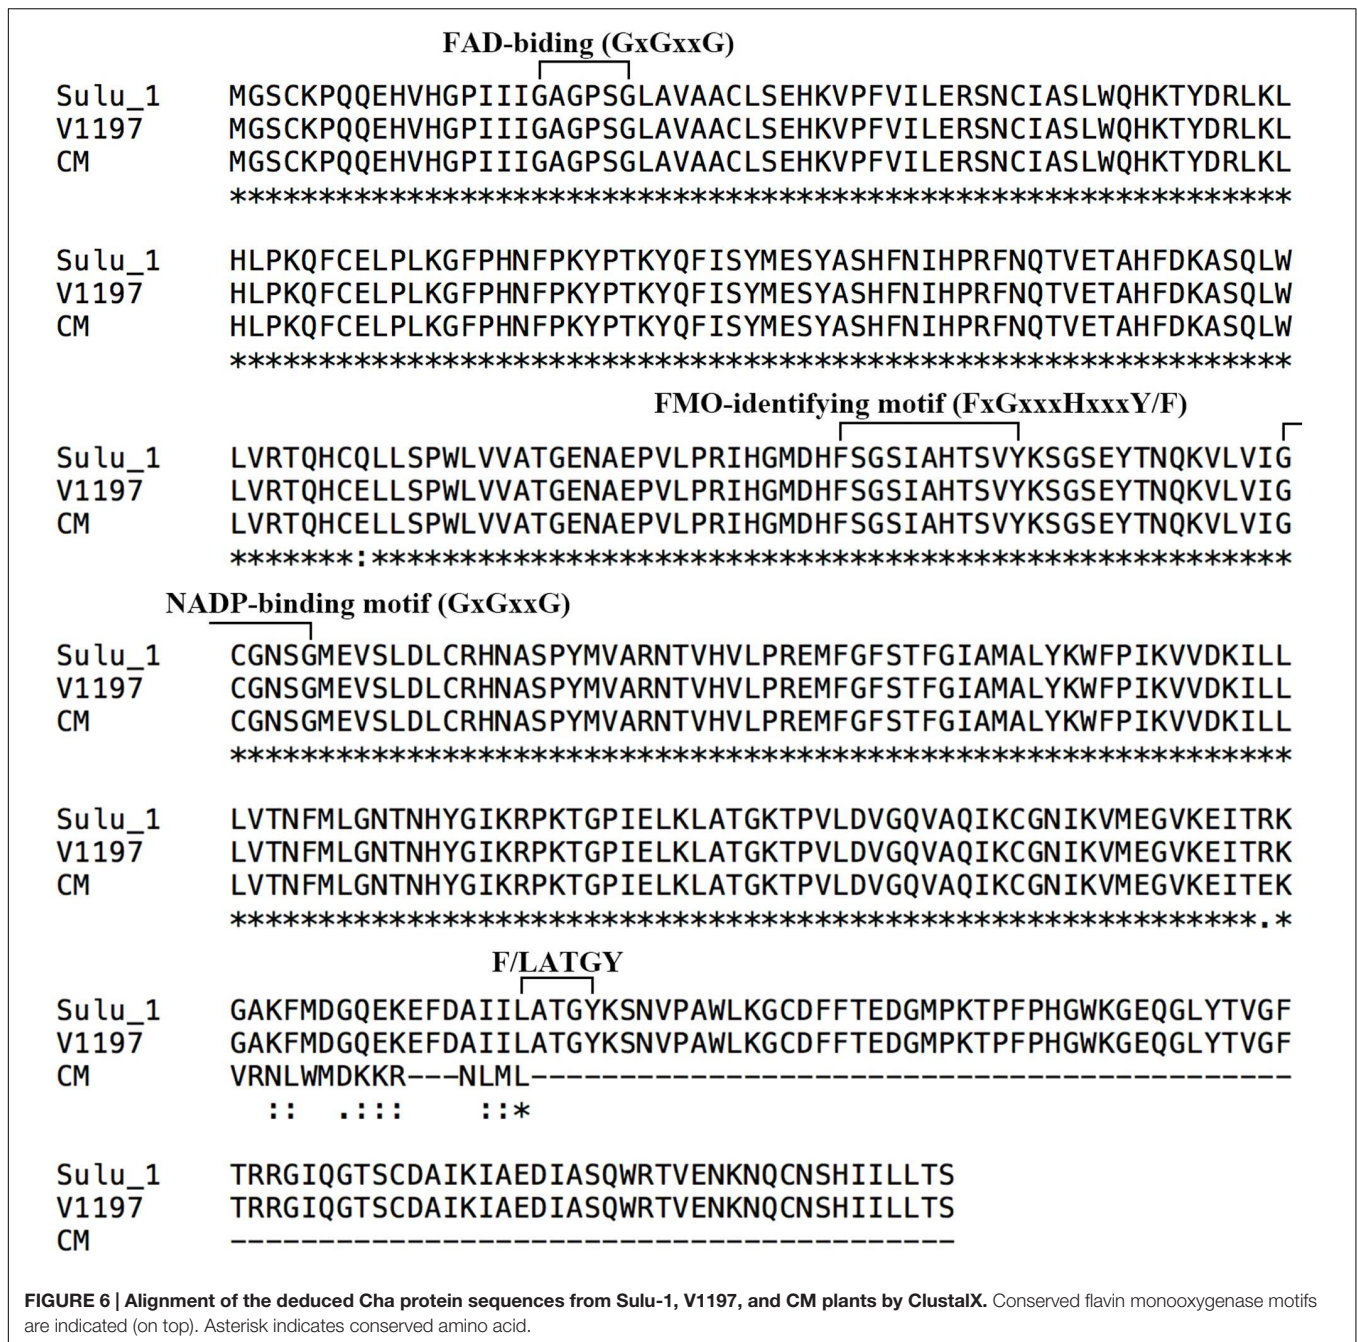 FAD-biding (GxGxxG)
Sulu_1 MGSCKPQQEHVHGPIIIGAGPSGLAVAACLSEHKVPFVILERSNCIASLWQHKTYDRLKL
V1197 MGSCKPQQEHVHGPIIIGAGPSGLAVAACLSEHKVPFVILERSNCIASLWQHKTYDRLKL
CM MGSCKPQQEHVHGPIIIGAGPSGLAVAACLSEHKVPFVILERSNCIASLWQHKTYDRLKL
************************************************************
Sulu_1 HLPKQFCELPLKGFPHNFPKYPTKYQFISYMESYASHFNIHPRFNQTVETAHFDKASQLW
V1197 HLPKQFCELPLKGFPHNFPKYPTKYQFISYMESYASHFNIHPRFNQTVETAHFDKASQLW
CM HLPKQFCELPLKGFPHNFPKYPTKYQFISYMESYASHFNIHPRFNQTVETAHFDKASQLW
************************************************************
FMO-identifying motif (FxGxxxHxxxY/F)
Sulu_1 LVRTQHCQLLSPWLVVATGENAEPVLPRIHGMDHFSGSIAHTSVYKSGSEYTNQKVLVIG
V1197 LVRTQHCELLSPWLVVATGENAEPVLPRIHGMDHFSGSIAHTSVYKSGSEYTNQKVLVIG
CM LVRTQHCELLSPWLVVATGENAEPVLPRIHGMDHFSGSIAHTSVYKSGSEYTNQKVLVIG
*******:****************************************************
NADP-binding motif (GxGxxG)
Sulu_1 CGNSGMEVSLDLCRHNASPYMVARNTVHVLPREMFGFSTFGIAMALYKWFPIKVVDKILL
V1197 CGNSGMEVSLDLCRHNASPYMVARNTVHVLPREMFGFSTFGIAMALYKWFPIKVVDKILL
CM CGNSGMEVSLDLCRHNASPYMVARNTVHVLPREMFGFSTFGIAMALYKWFPIKVVDKILL
************************************************************
Sulu_1 LVTNFMLGNTNHYGIKRPKTGPIELKLATGKTPVLDVGQVAQIKCGNIKVMEGVKEITRK
V1197 LVTNFMLGNTNHYGIKRPKTGPIELKLATGKTPVLDVGQVAQIKCGNIKVMEGVKEITRK
CM LVTNFMLGNTNHYGIKRPKTGPIELKLATGKTPVLDVGQVAQIKCGNIKVMEGVKEITEK
**********************************************************.*
F/LATGY
Sulu_1 GAKFMDGQEKEFDAIILATGYKSNVPAWLKGCDFFTEDGMPKTPFPHGWKGEQGLYTVGF
V1197 GAKFMDGQEKEFDAIILATGYKSNVPAWLKGCDFFTEDGMPKTPFPHGWKGEQGLYTVGF
CM VRNLWMDKKR---NLML-------------------------------------------
:: .::: ::*
Sulu_1 TRRGIQGTSCDAIKIAEDIASQWRTVENKNQCNSHIILLTS
V1197 TRRGIQGTSCDAIKIAEDIASQWRTVENKNQCNSHIILLTS
CM -----------------------------------------
FIGURE 6 | Alignment of the deduced Cha protein sequences from Sulu-1, V1197, and CM plants by ClustalX. Conserved flavin monooxygenase motifs
are indicated (on top). Asterisk indicates conserved amino acid.